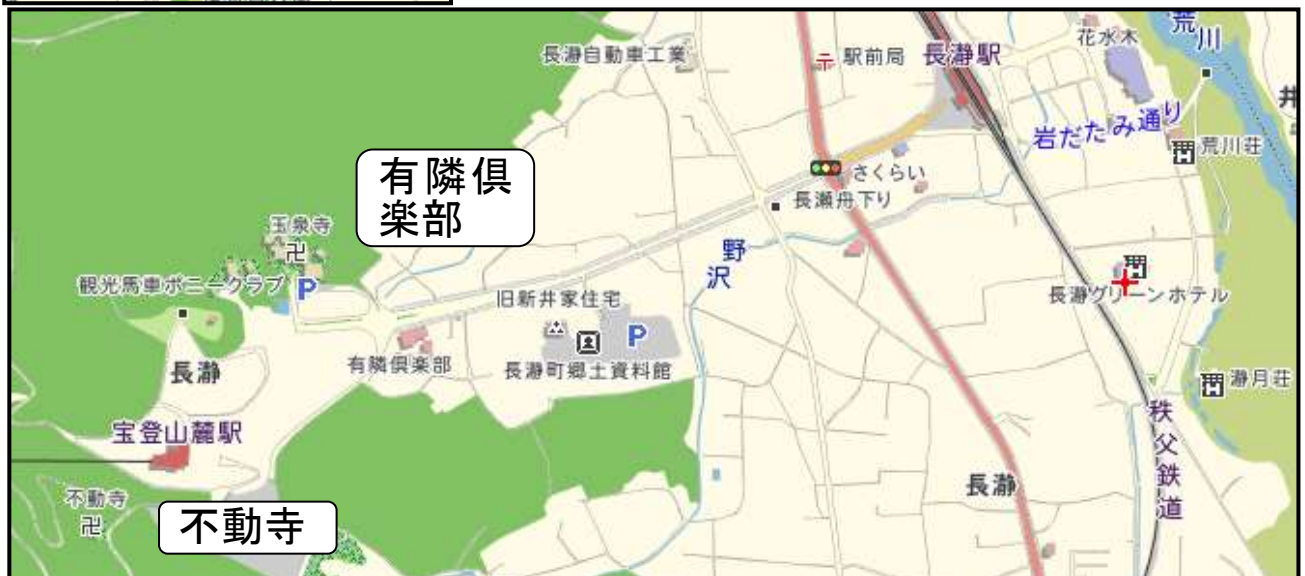 荒川
花水木
長瀞自動車工業
駅前局
長瀞駅
井
岩だたみ通り
荒川荘
有隣倶
楽部
さくらい
長瀬舟下り
玉泉寺
野沢
観光馬車ポニークラブ
P
旧新井家住宅
P
長瀞グリーンホテル
有隣倶楽部
長瀞町郷土資料館
長瀞
瀞月荘
宝登山麓駅
秩父鉄道
長瀞
不動寺
不動寺